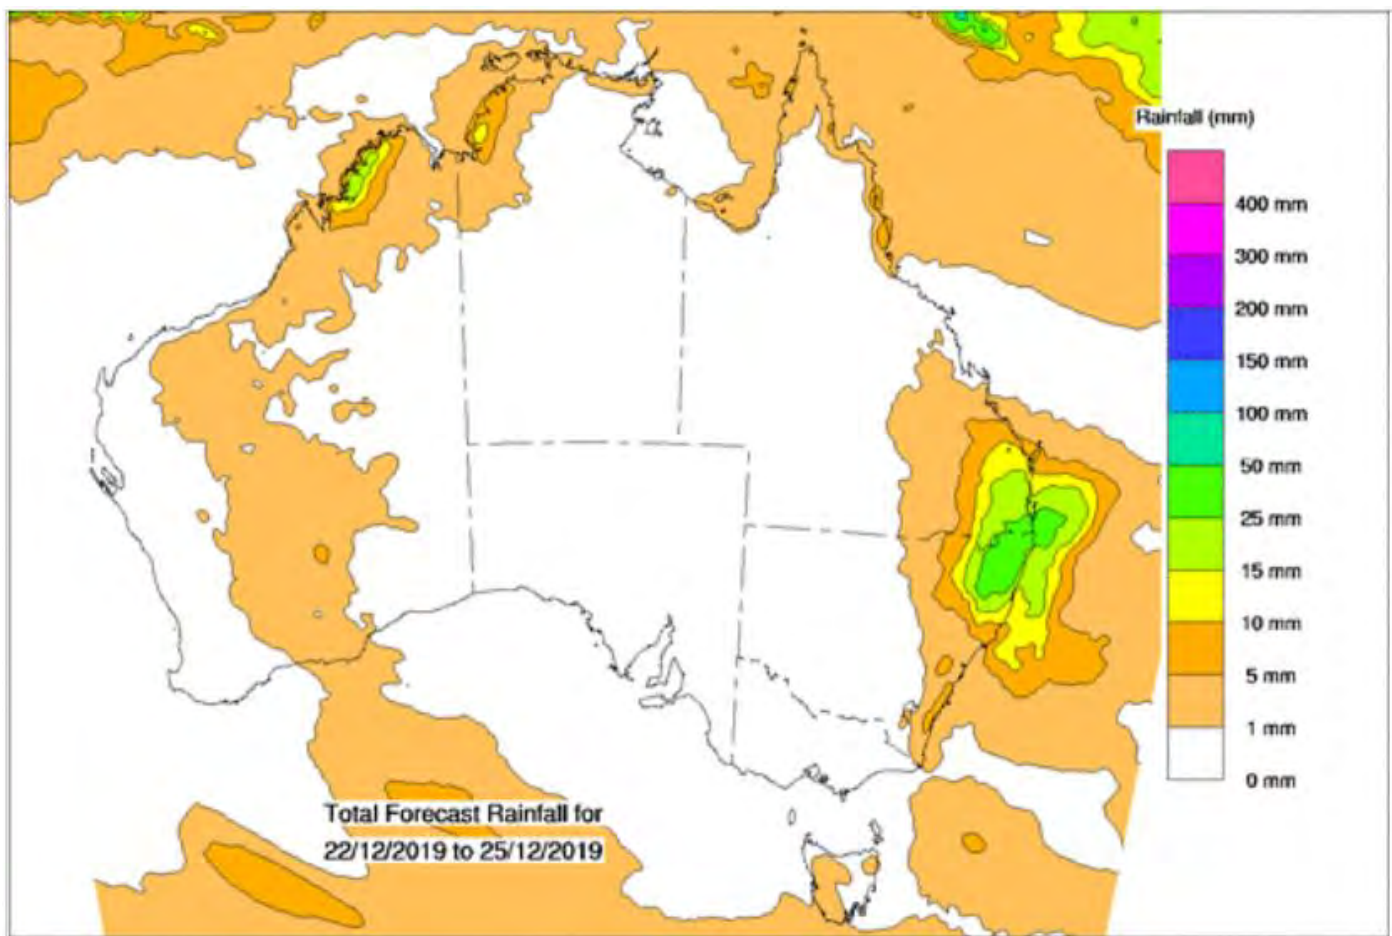 Rainfall (mm)
400 mm
300 mm
200 mm
150 mm
100 mm
50 mm
25 mm
15 mm
10 mm
5 mm
1 mm
0 mm
Total Forecast Rainfall for
22/12/2019 to 25/12/2019